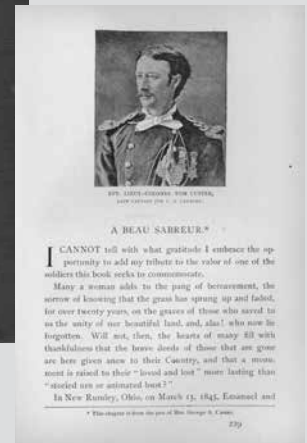 BVT. LIEUT.-COLONEL TOM CUSTER,
LATE CAPTAIN 7TH U. S. CAVALRY.
A BEAU SABREUR.*
I CANNOT tell with what gratitude I embrace the op-
portunity to add my tribute to the valor of one of the
soldiers this book seeks to commemorate.
Many a woman adds to the pang of bereavement, the
sorrow of knowing that the grass has sprung up and faded,
for over twenty years, on the graves of those who saved to
us the unity of our beautiful land, and, alas! who now lie
forgotten. Will not, then, the hearts of many fill with
thankfulness that the brave deeds of those that are gone
are here given anew to their Country, and that a monu-
ment is raised to their "loved and lost" more lasting than
"storied urn or animated bust?"
In New Rumley, Ohio, on March 15, 1845, Emanuel and
* This chapter is from the pen of Mrs. George A. Custer.
229